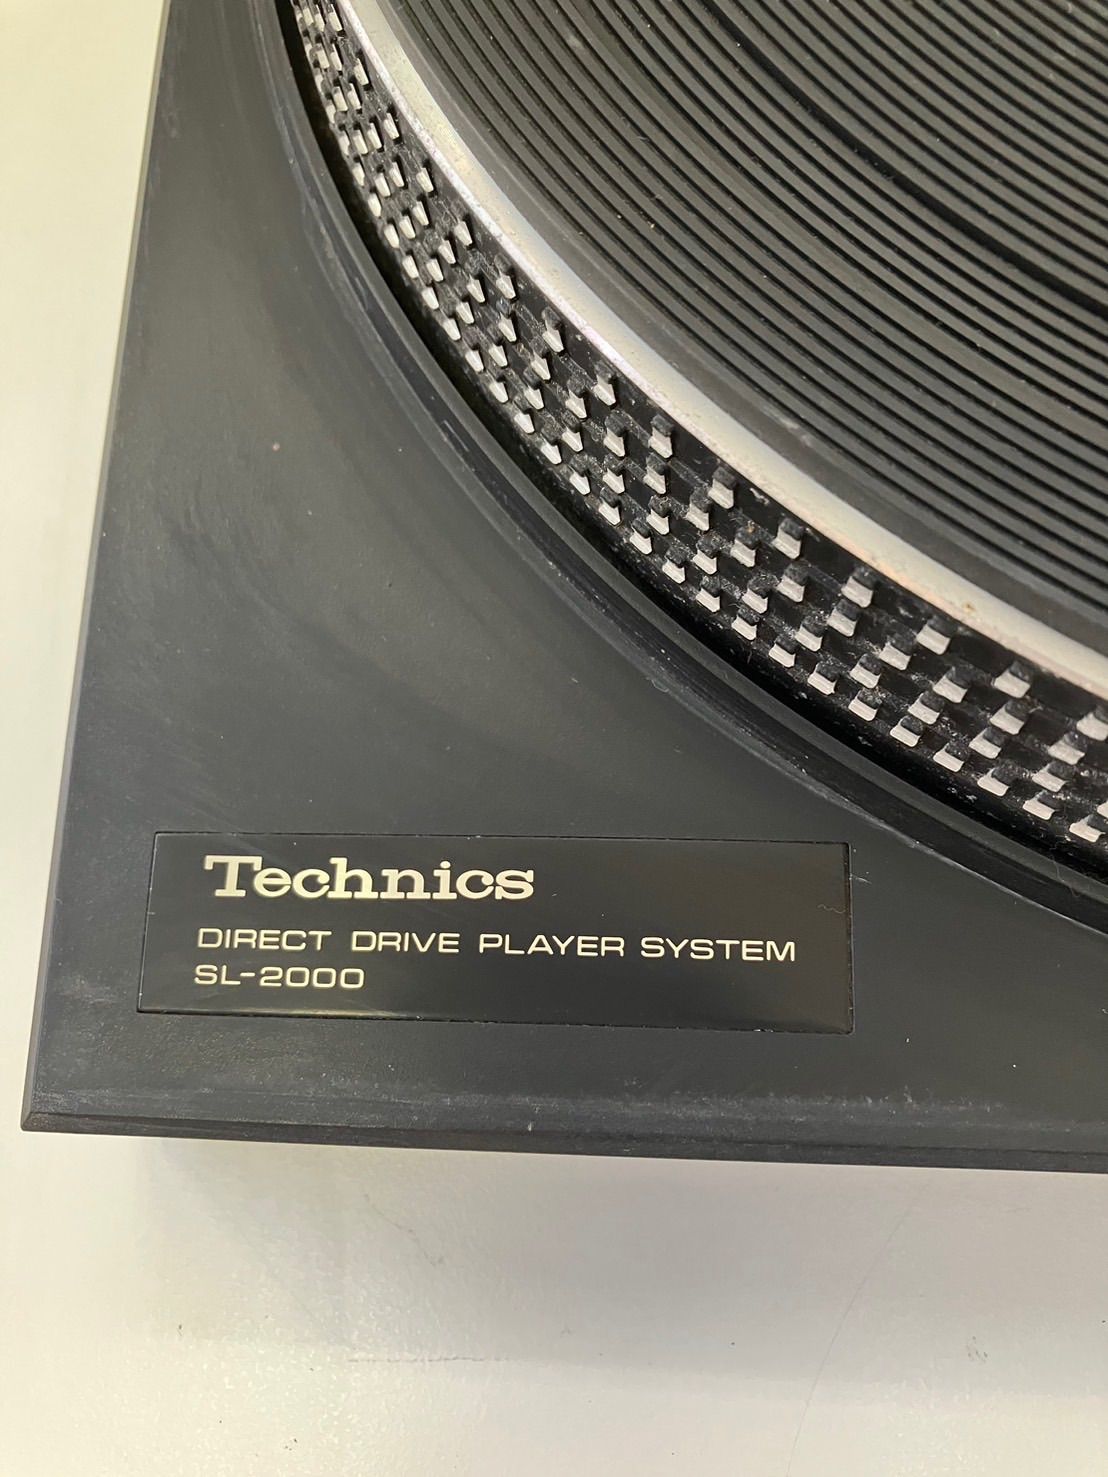 Technics
DIRECT DRIVE PLAYER SYSTEM
SL-2000